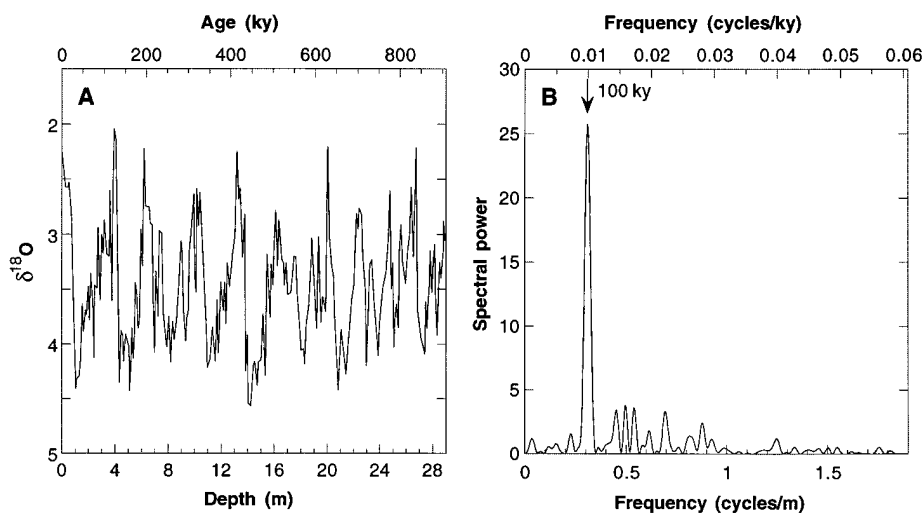 Age (ky)
0 200 400 600 800
A
2
3
4
5
δ18O
0 4 8 12 16 20 24 28
Depth (m)
Frequency (cycles/ky)
0 0.01 0.02 0.03 0.04 0.05 0.06
B
100 ky
30
25
20
15
10
5
0
Spectral power
0 0.5 1 1.5
Frequency (cycles/m)